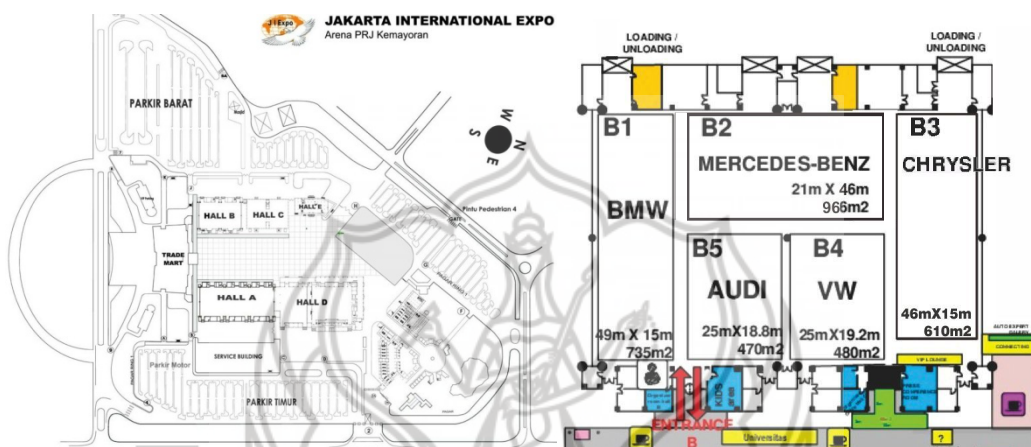 JIExpo
JAKARTA INTERNATIONAL EXPO
Arena PRJ Kemayoran
PARKIR BARAT
W
S
N
E
HALL B
HALL C
HALL E
Pintu Pedestrian 4
GATE
TRADE
MART
HALL A
HALL D
SERVICE BUILDING
Parkir Motor
PARKIR TIMUR
LOADING /
UNLOADING
LOADING /
UNLOADING
B1
BMW
49m X 15m
735m2
B2
MERCEDES-BENZ
21m X 46m
966m2
B3
CHRYSLER
46mX15m
610m2
B5
AUDI
25mX18.8m
470m2
B4
VW
25mX19.2m
480m2
CONNECTING
VIP LOUNGE
KIDS
ENTRANCE
B
Universitas
?